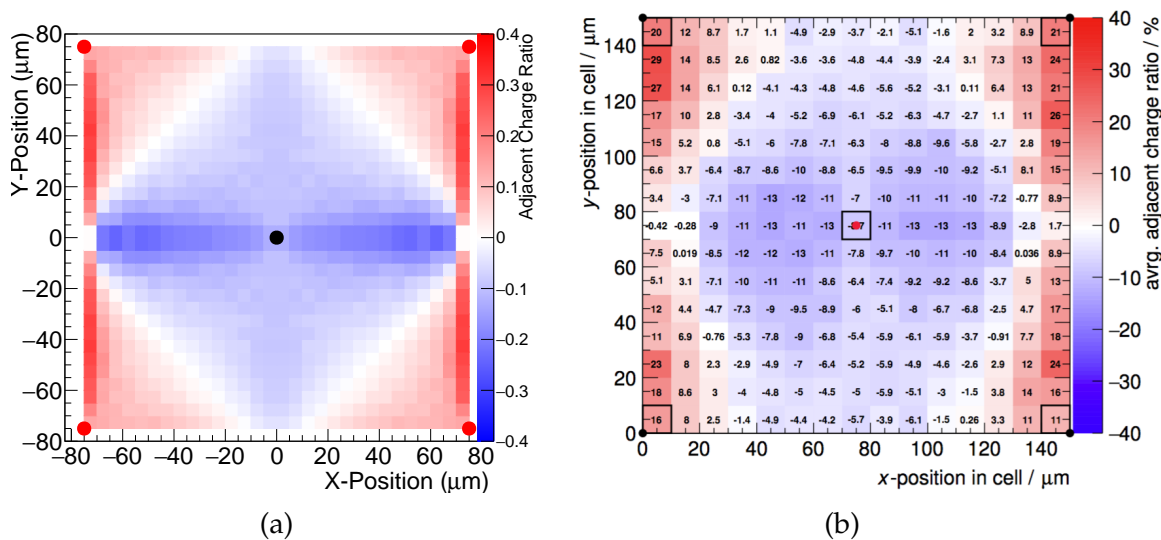 80
60
40
20
0
−20
−40
−60
−80
Y-Position (μm)
−80 −60 −40 −20 0 20 40 60 80
X-Position (μm)
0.4
0.3
0.2
0.1
0
−0.1
−0.2
−0.3
−0.4
Adjacent Charge Ratio
(a)
140
120
100
80
60
40
20
0
y-position in cell / μm
20 12 8.7 1.7 1.1 -4.9 -2.9 -3.7 -2.1 -5.1 -1.6 2 3.2 8.9 21
29 14 8.5 2.6 0.82 -3.6 -3.6 -4.8 -4.4 -3.9 -2.4 3.1 7.3 13 24
27 14 6.1 0.12 -4.1 -4.3 -4.8 -4.6 -5.6 -5.2 -3.1 0.11 6.4 13 21
17 10 2.8 -3.4 -4 -5.2 -6.9 -6.1 -5.2 -6.3 -4.6 -2.7 1.1 11 26
15 5.2 0.8 -5.1 -6 -7.8 -7.1 -6.3 -8 -8.8 -9.6 -5.8 -2.7 2.8 19
6.6 3.7 -6.4 -8.7 -8.6 -10 -8.8 -6.5 -9.5 -9.9 -10 -9.2 -5.1 8.1 15
3.4 -3 -7.1 -11 -13 -12 -11 -7 -11 -11 -11 -12 -7.2 -0.77 8.9
-0.42 -0.28 -9 -11 -13 -11 -13 -11 -13 -13 -12 -8.9 -2.8 1.7
7.5 0.019 -8.5 -12 -12 -13 -11 -7.8 -9.7 -10 -11 -10 -8.4 0.036 8.9
5.1 3.1 -7.1 -10 -11 -11 -8.6 -6.4 -7.4 -9.2 -9.2 -8.6 -4 5 13
12 4.4 -4.7 -7 -9.5 -8.9 -6 -5.1 -8 -6.7 -6.8 -2.5 4.7 17
11 6.9 -0.76 -5.3 -7.8 -9 -6.8 -5.4 -5.9 -6.1 -5.9 -3.7 -0.91 7.7 18
23 8 2.3 -2.9 -4.9 -7 -6.4 -5.2 -5.9 -4.9 -4.6 -2.9 2.9 12 24
18 8.6 3 -4 -4.8 -5 -4.5 -5 -5.9 -5.1 -3 -1.5 3.8 14 16
16 8 2.5 -1.4 -4.9 -4.4 -4.2 -5.7 -3.9 -6.1 -1.5 0.26 3.3 11 11
0 20 40 60 80 100 120 140
x-position in cell / μm
40
30
20
10
0
−10
−20
−30
−40
avrg. adjacent charge ratio / %
(b)